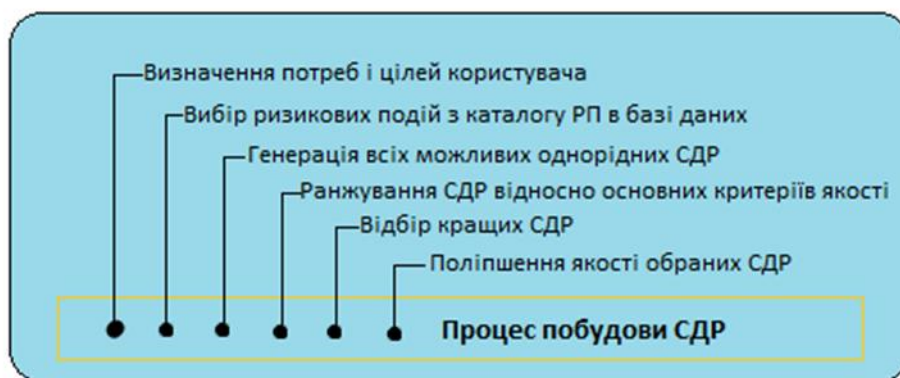 Визначення потреб і цілей користувача
Вибір ризикових подій з каталогу РП в базі даних
Генерація всіх можливих однорідних СДР
Ранжування СДР відносно основних критеріїв якості
Відбір кращих СДР
Поліпшення якості обраних СДР
Процес побудови СДР